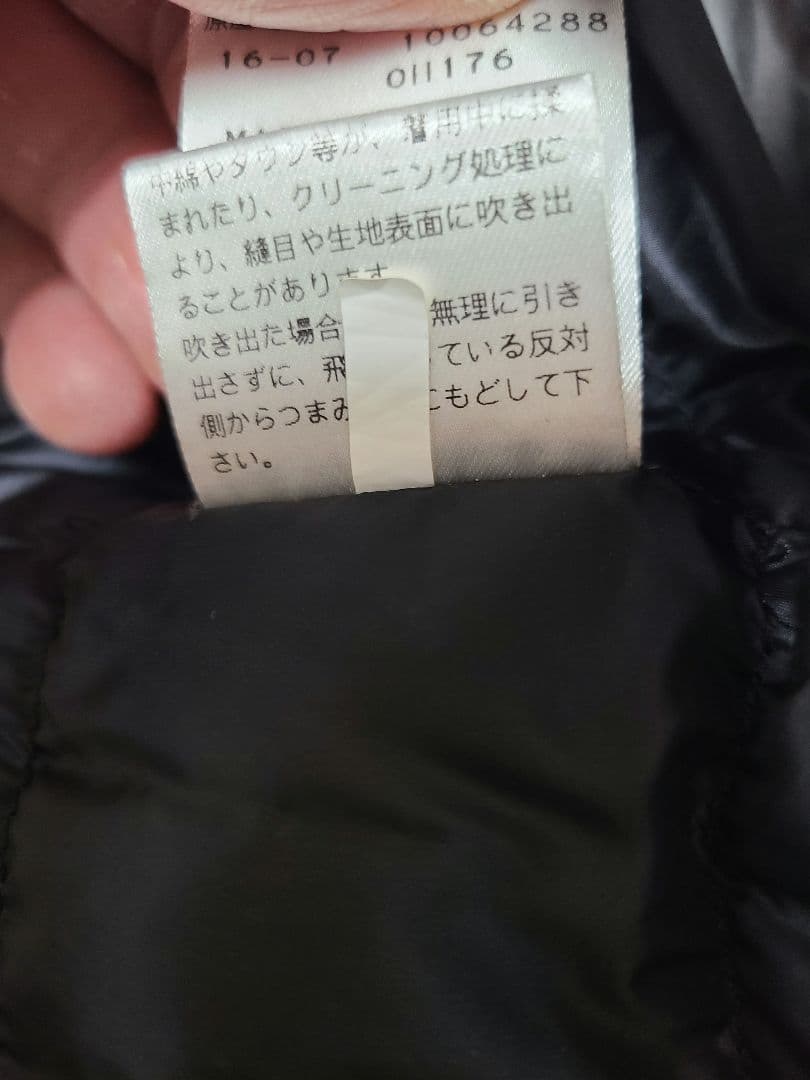 16-07 10064288
011176
中綿やダウン等が、着用中に揉
まれたり、クリーニング処理に
より、縫目や生地表面に吹き出
ることがあります
吹き出た場合 無理に引き
出さずに、飛 ている反対
側からつまみ にもどして下
さい。